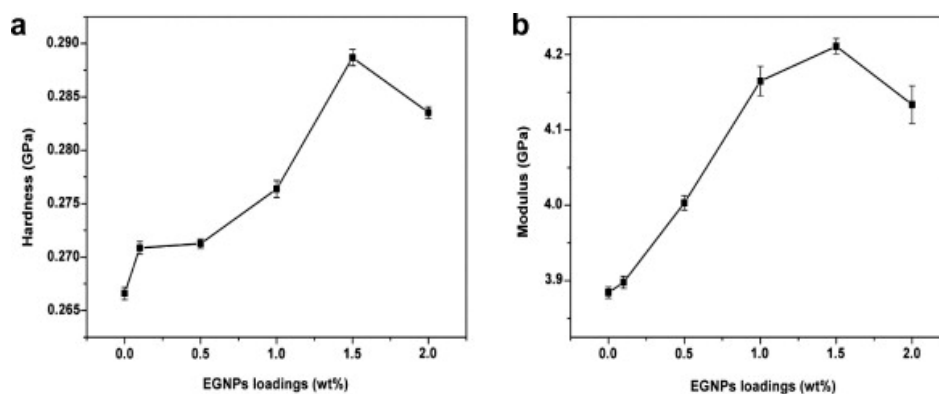 a
0.290
0.285
0.280
0.275
0.270
0.265
Hardness (GPa)
0.0 0.5 1.0 1.5 2.0
EGNPs loadings (wt%)
b
4.2
4.1
4.0
3.9
Modulus (GPa)
0.0 0.5 1.0 1.5 2.0
EGNPs loadings (wt%)